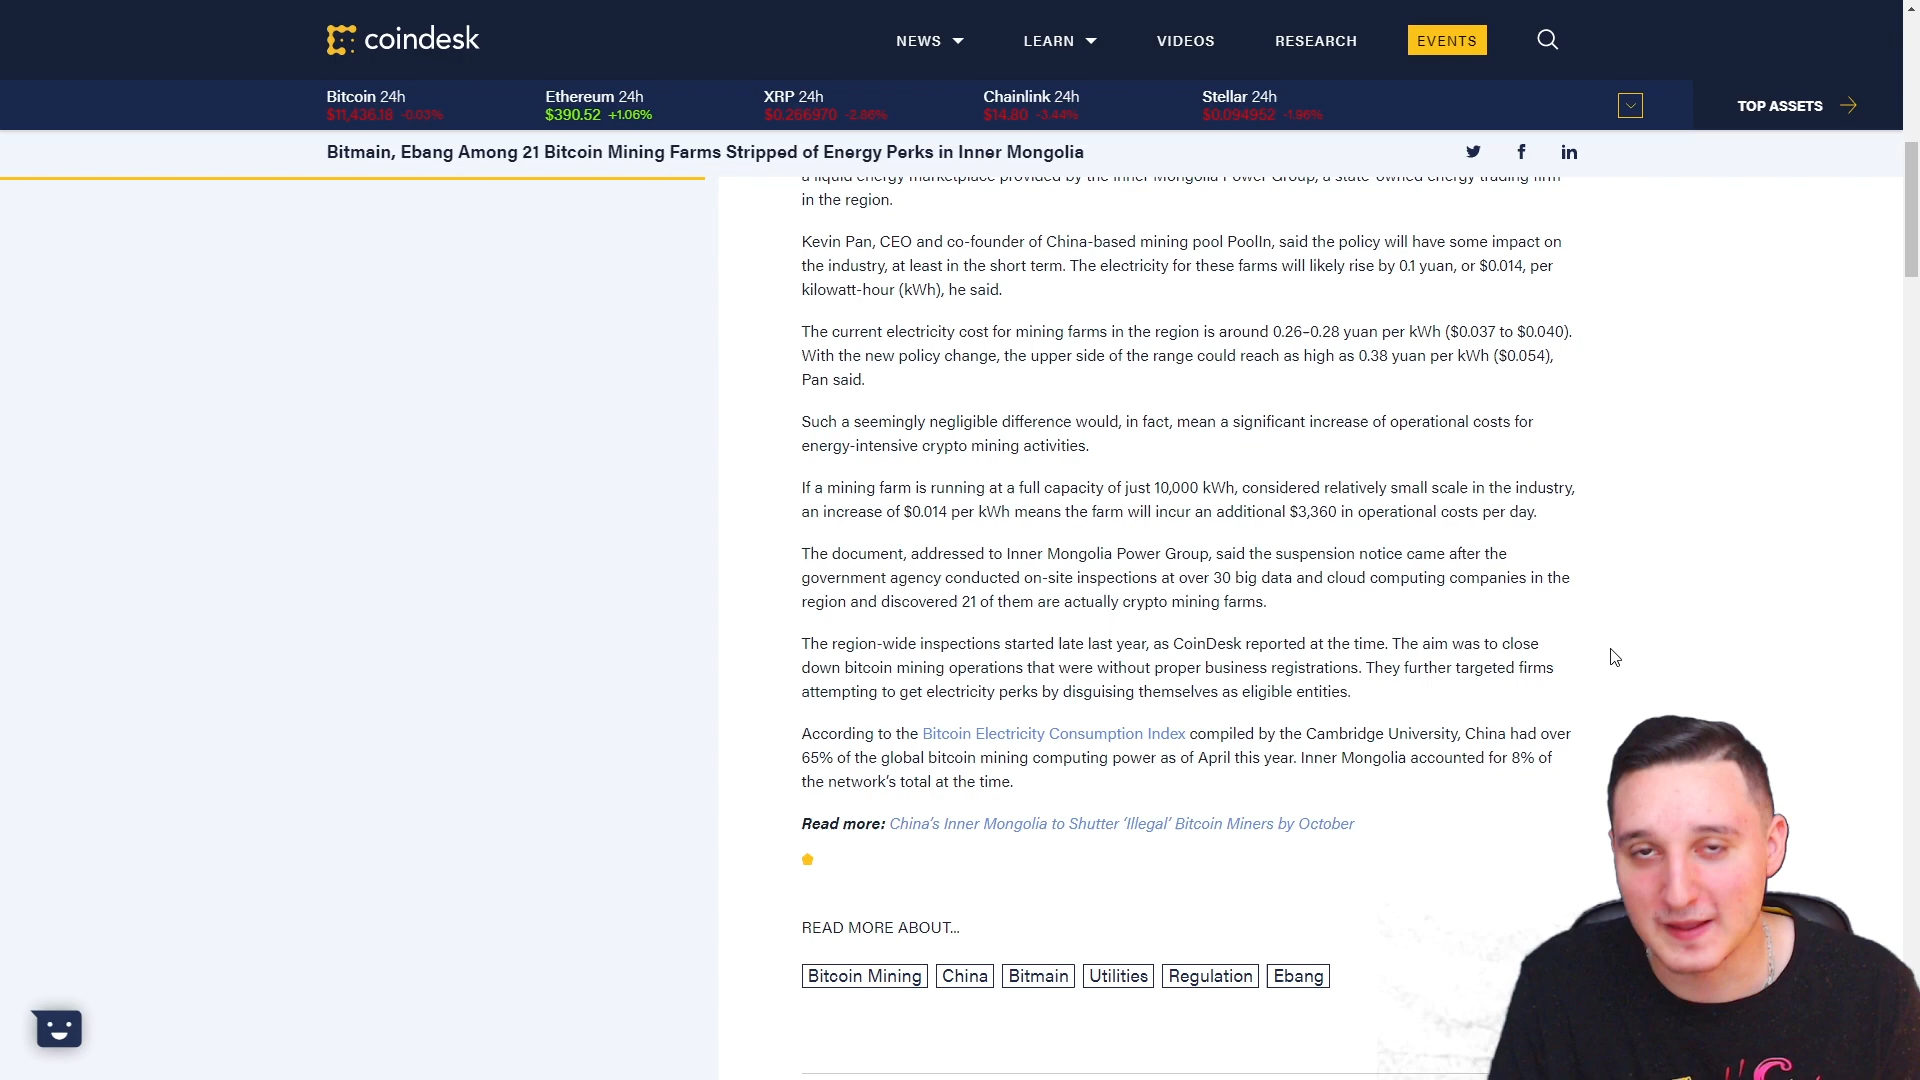 coindesk
NEWS
LEARN
VIDEOS
RESEARCH
EVENTS
Bitcoin 24h
$11,436.18 -0.03%
Ethereum 24h
$390.52 +1.06%
XRP 24h
$0.266970 -2.86%
Chainlink 24h
$14.80 -3.44%
Stellar 24h
$0.094952 -1.96%
TOP ASSETS
Bitmain, Ebang Among 21 Bitcoin Mining Farms Stripped of Energy Perks in Inner Mongolia
a liquid energy marketplace provided by the Inner Mongolia Power Group, a state-owned energy trading firm
in the region.
Kevin Pan, CEO and co-founder of China-based mining pool PoolIn, said the policy will have some impact on
the industry, at least in the short term. The electricity for these farms will likely rise by 0.1 yuan, or $0.014, per
kilowatt-hour (kWh), he said.
The current electricity cost for mining farms in the region is around 0.26–0.28 yuan per kWh ($0.037 to $0.040).
With the new policy change, the upper side of the range could reach as high as 0.38 yuan per kWh ($0.054),
Pan said.
Such a seemingly negligible difference would, in fact, mean a significant increase of operational costs for
energy-intensive crypto mining activities.
If a mining farm is running at a full capacity of just 10,000 kWh, considered relatively small scale in the industry,
an increase of $0.014 per kWh means the farm will incur an additional $3,360 in operational costs per day.
The document, addressed to Inner Mongolia Power Group, said the suspension notice came after the
government agency conducted on-site inspections at over 30 big data and cloud computing companies in the
region and discovered 21 of them are actually crypto mining farms.
The region-wide inspections started late last year, as CoinDesk reported at the time. The aim was to close
down bitcoin mining operations that were without proper business registrations. They further targeted firms
attempting to get electricity perks by disguising themselves as eligible entities.
According to the Bitcoin Electricity Consumption Index compiled by the Cambridge University, China had over
65% of the global bitcoin mining computing power as of April this year. Inner Mongolia accounted for 8% of
the network's total at the time.
Read more: China's Inner Mongolia to Shutter 'Illegal' Bitcoin Miners by October
READ MORE ABOUT...
Bitcoin Mining
China
Bitmain
Utilities
Regulation
Ebang